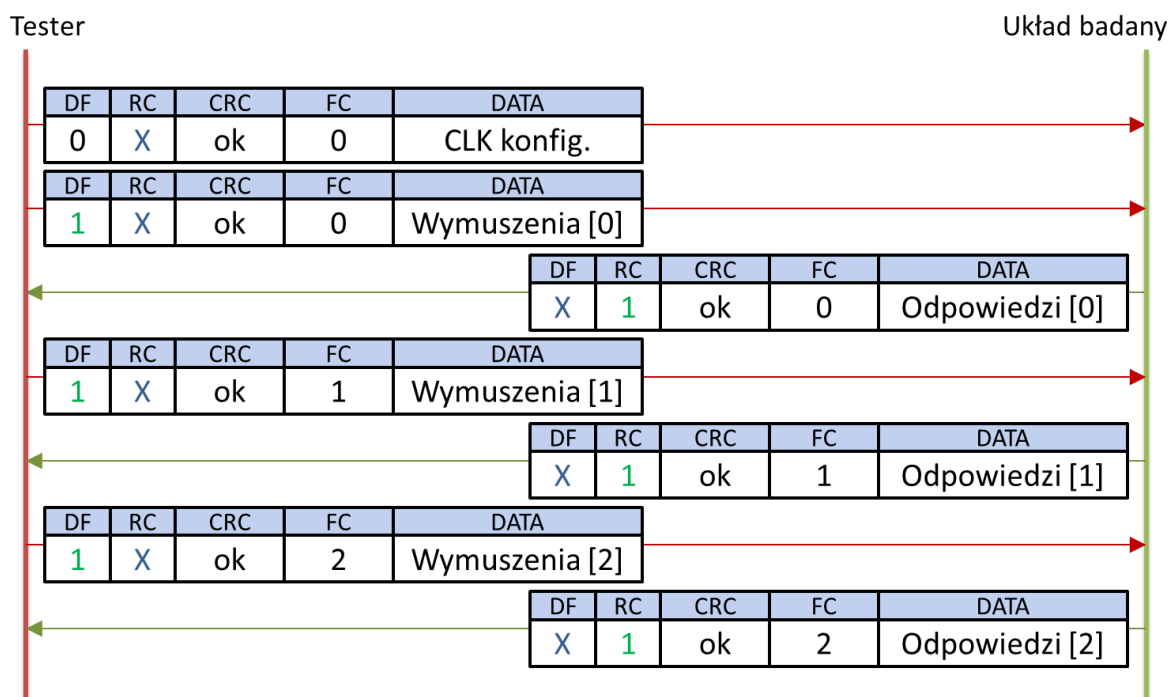 Tester Układ badany
DF RC CRC FC DATA
0 X ok 0 CLK konfig.
DF RC CRC FC DATA
1 X ok 0 Wymuszenia [0]
DF RC CRC FC DATA
X 1 ok 0 Odpowiedzi [0]
DF RC CRC FC DATA
1 X ok 1 Wymuszenia [1]
DF RC CRC FC DATA
X 1 ok 1 Odpowiedzi [1]
DF RC CRC FC DATA
1 X ok 2 Wymuszenia [2]
DF RC CRC FC DATA
X 1 ok 2 Odpowiedzi [2]